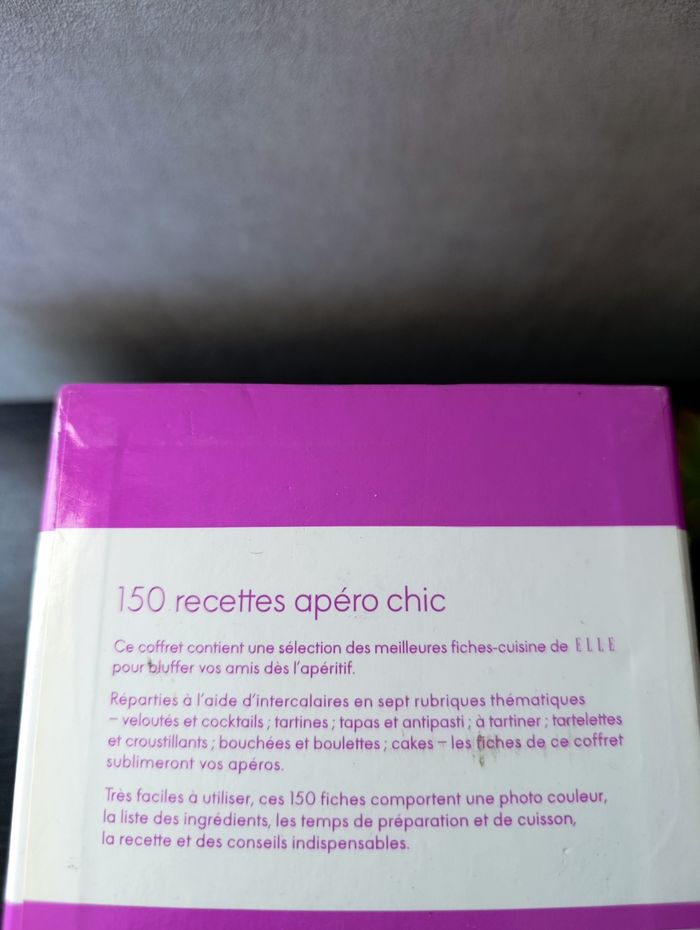 150 recettes apéro chic
Ce coffret contient une sélection des meilleures fiches-cuisine de ELLE
pour bluffer vos amis dès l'apéritif.
Réparties à l'aide d'intercalaires en sept rubriques thématiques
– veloutés et cocktails ; tartines ; tapas et antipasti ; à tartiner ; tartelettes
et croustillants ; bouchées et boulettes ; cakes – les fiches de ce coffret
sublimeront vos apéros.
Très faciles à utiliser, ces 150 fiches comportent une photo couleur,
la liste des ingrédients, les temps de préparation et de cuisson,
la recette et des conseils indispensables.